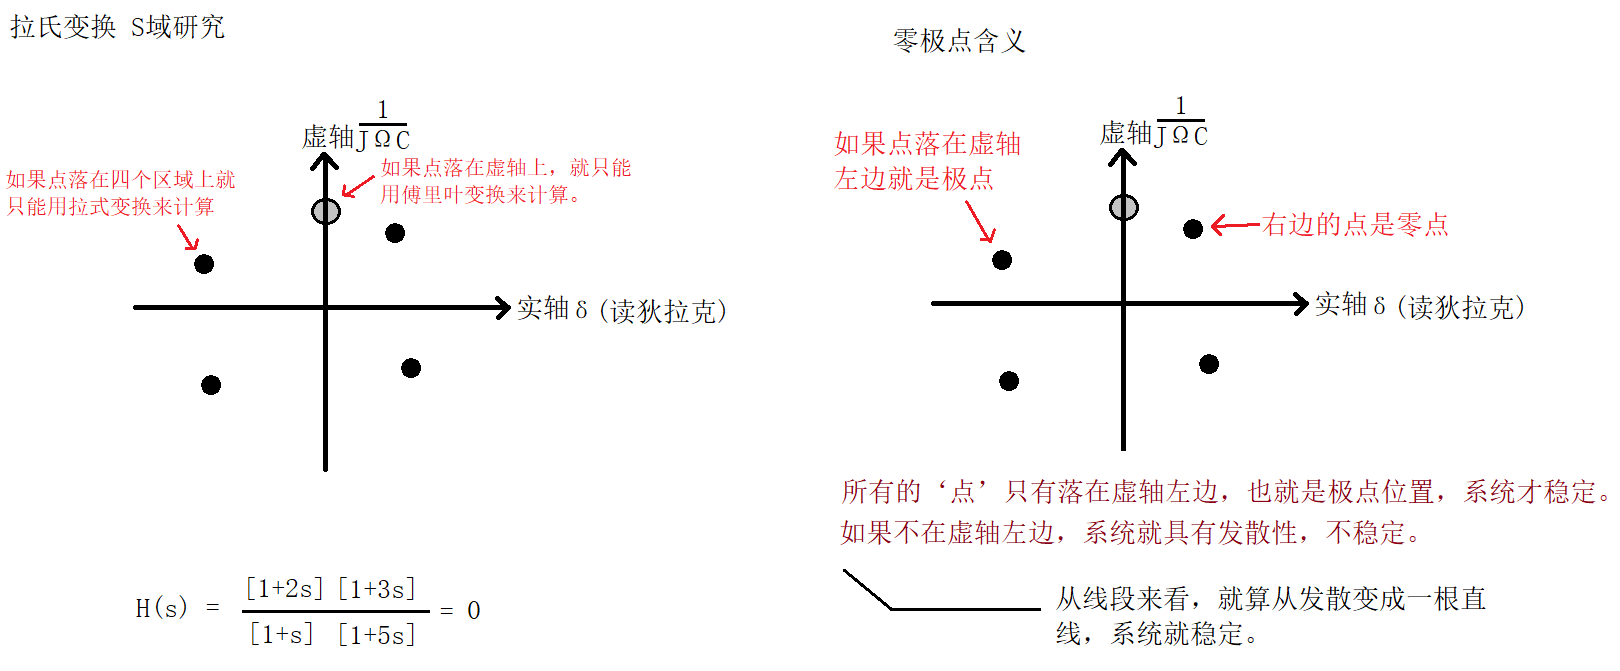 拉氏变换 S域研究
虚轴
1
JΩC
如果点落在虚轴上，就只能
用傅里叶变换来计算。
如果点落在四个区域上就
只能用拉式变换来计算
实轴δ(读狄拉克)
H(s) = [1+2s] [1+3s] = 0
[1+s] [1+5s]
零极点含义
虚轴
1
JΩC
如果点落在虚轴
左边就是极点
右边的点是零点
实轴δ(读狄拉克)
所有的‘点’只有落在虚轴左边，也就是极点位置，系统才稳定。
如果不在虚轴左边，系统就具有发散性，不稳定。
从线段来看，就算从发散变成一根直
线，系统就稳定。